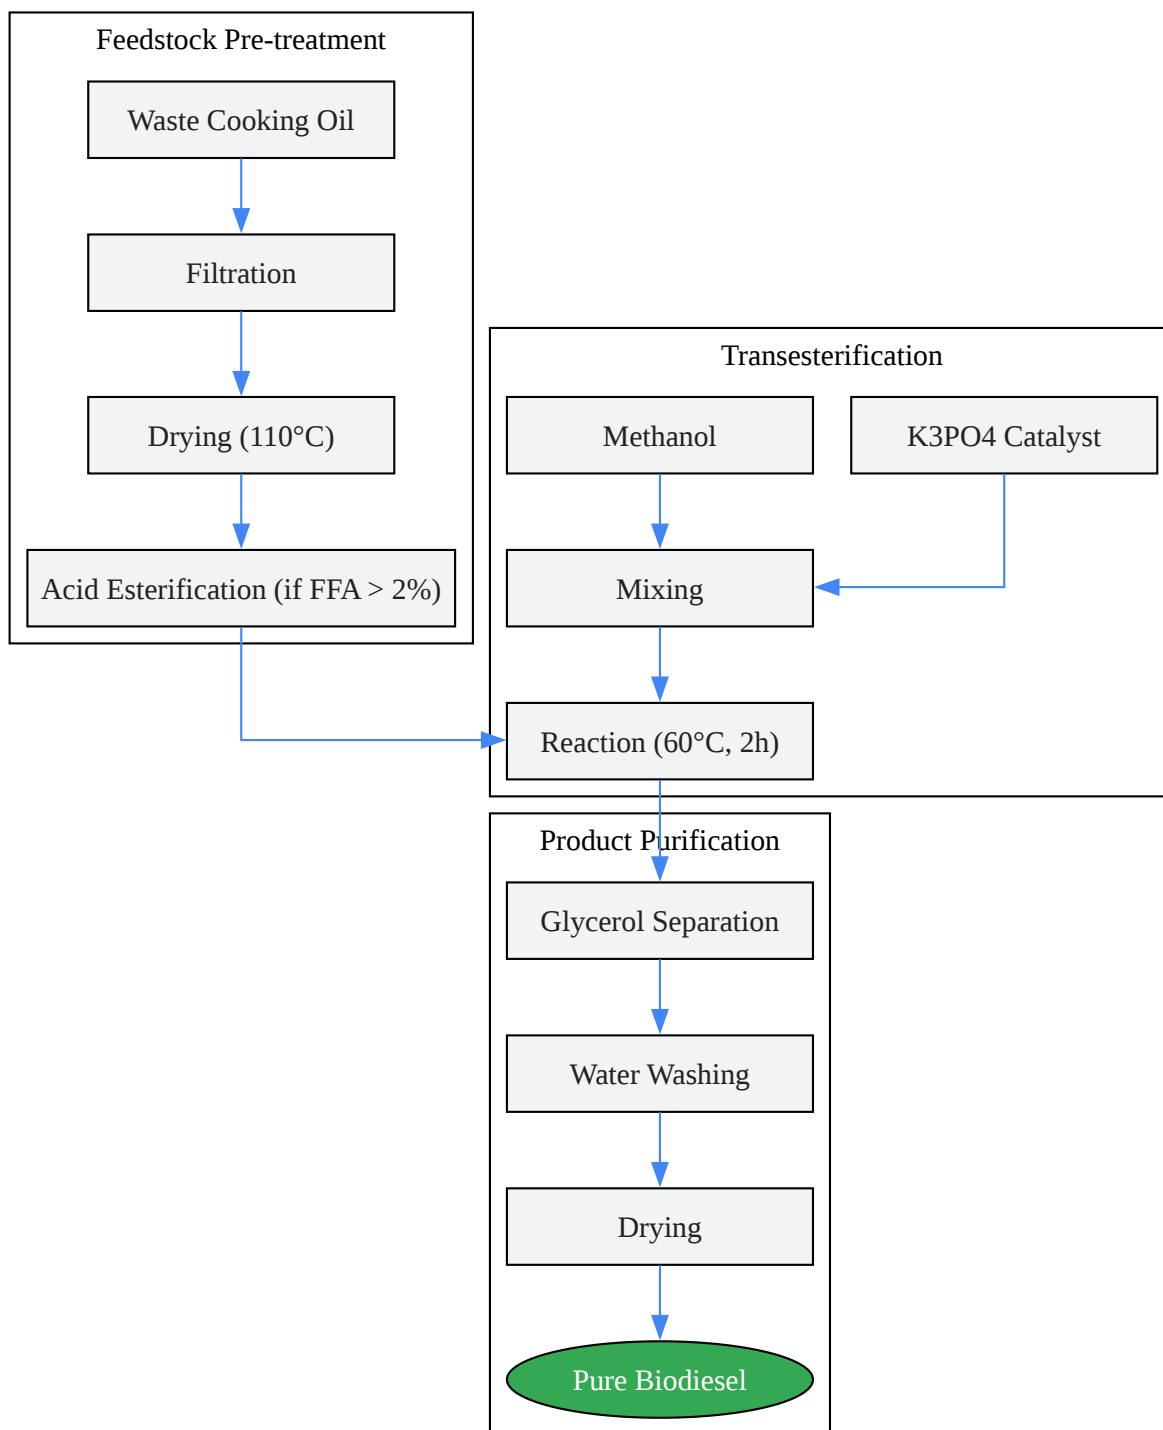 Feedstock Pre-treatment
Waste Cooking Oil
Filtration
Drying (110°C)
Acid Esterification (if FFA > 2%)
Transesterification
Methanol
K3PO4 Catalyst
Mixing
Reaction (60°C, 2h)
Product Purification
Glycerol Separation
Water Washing
Drying
Pure Biodiesel